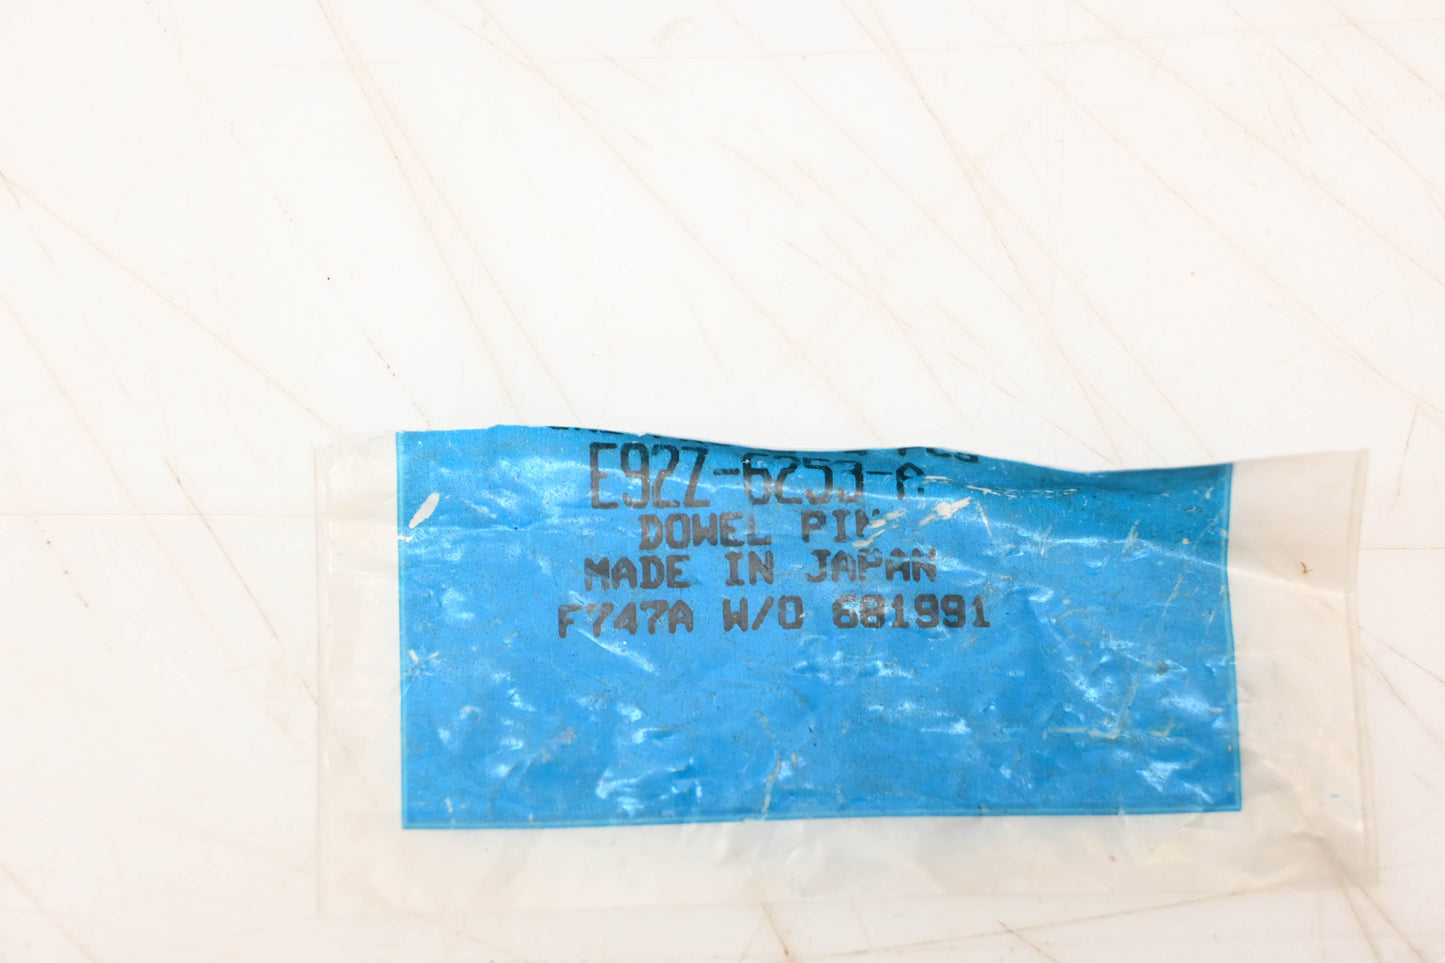 E92Z-6253-A
DOWEL PIN
MADE IN JAPAN
F747A W/O 681991